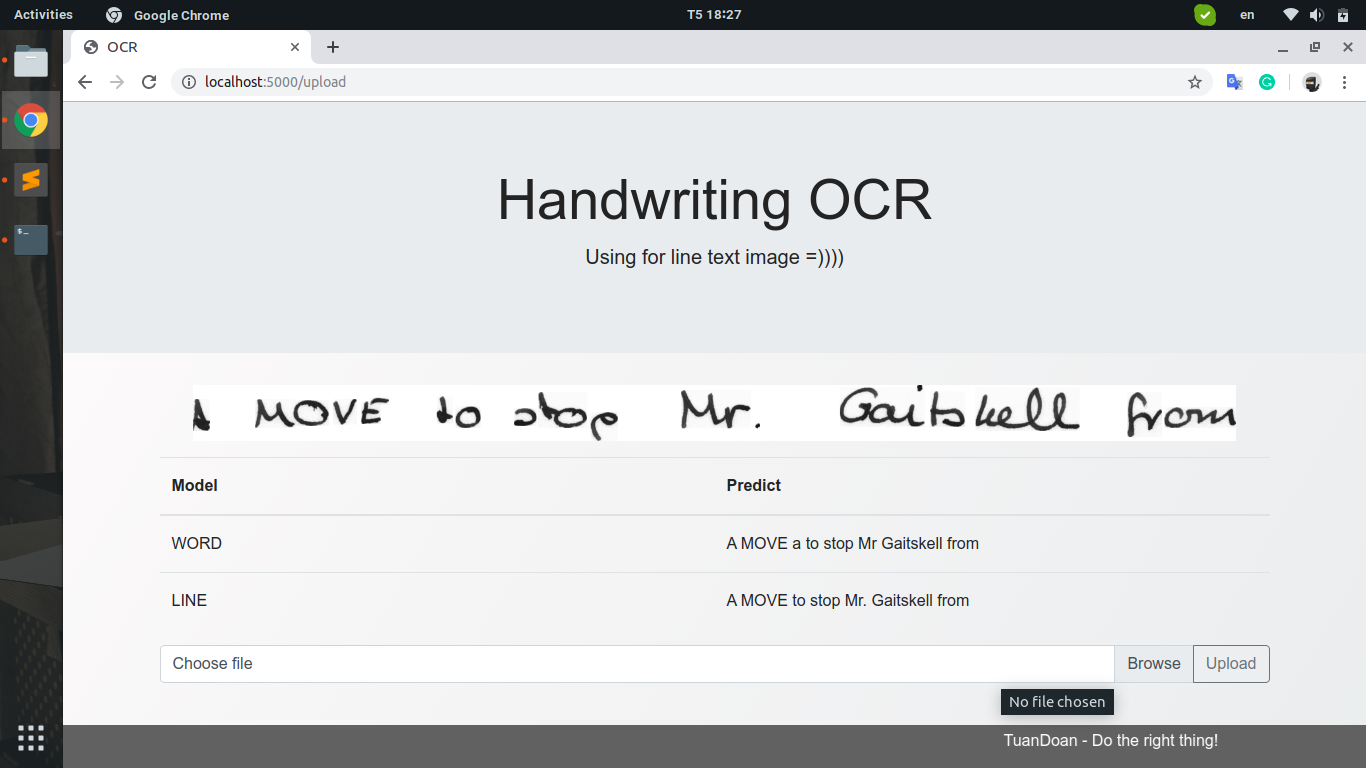 Activities Google Chrome T5 18:27 en
OCR
localhost:5000/upload
Handwriting OCR
Using for line text image =))))
A MOVE to stop Mr. Gaitskell from
Model Predict
WORD A MOVE a to stop Mr Gaitskell from
LINE A MOVE to stop Mr. Gaitskell from
Choose file Browse Upload
No file chosen
TuanDoan - Do the right thing!